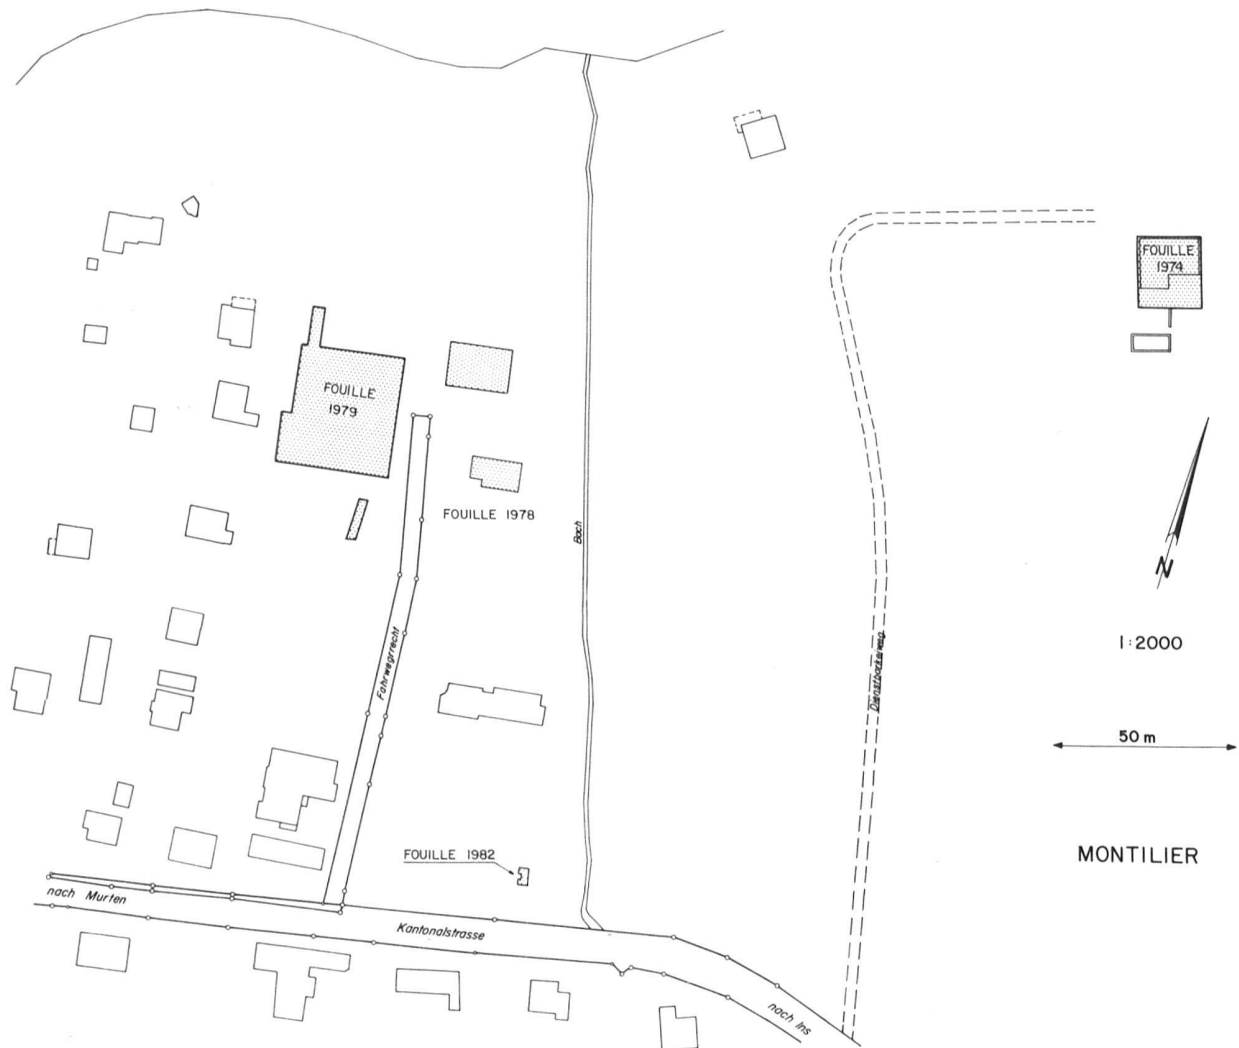 FOUILLE
1974
FOUILLE
1979
FOUILLE 1978
Bach
N
Fahrwegrecht
1:2000
50 m
FOUILLE 1982
MONTILIER
nach Murten
Kantonalstrasse
nach Ins